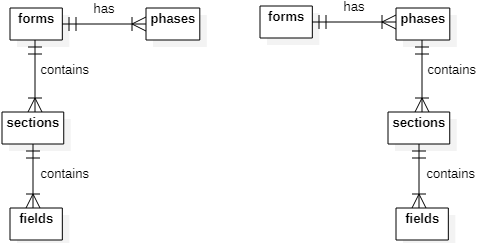 forms
has
phases
contains
sections
contains
fields
forms
has
phases
contains
sections
contains
fields